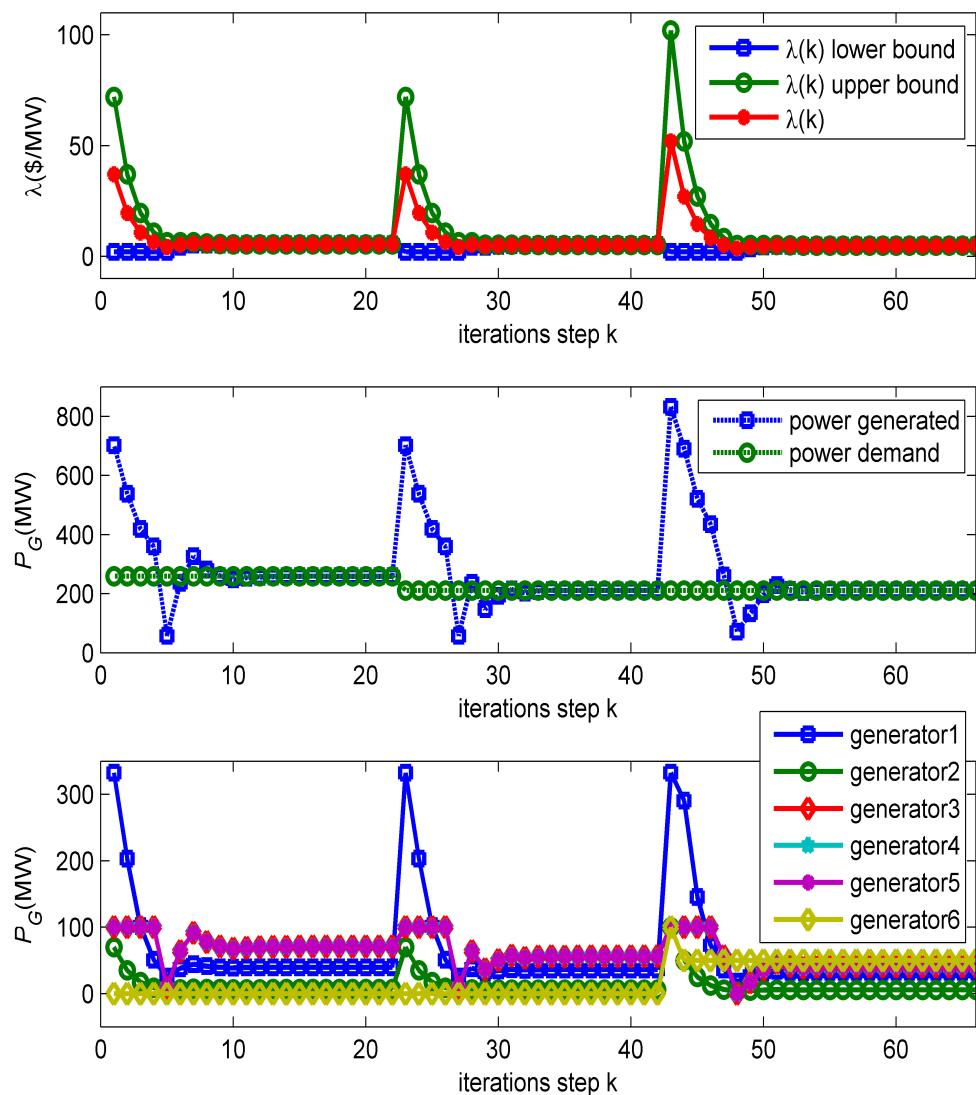 λ($/MW)
100
50
0
λ(k) lower bound
λ(k) upper bound
λ(k)
0 10 20 30 40 50 60
iterations step k
P_G(MW)
800
600
400
200
0
power generated
power demand
0 10 20 30 40 50 60
iterations step k
P_G(MW)
300
200
100
0
generator1
generator2
generator3
generator4
generator5
generator6
0 10 20 30 40 50 60
iterations step k